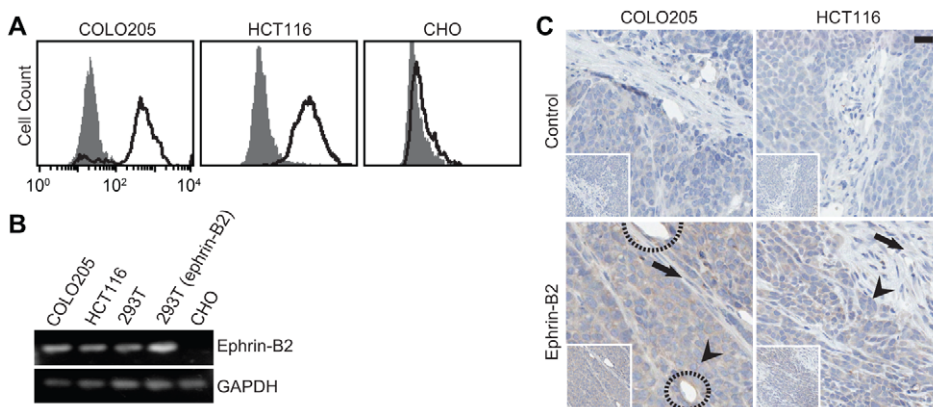 A
COLO205
HCT116
CHO
Cell Count
10⁰
10²
10⁴
B
COLO205
HCT116
293T
293T (ephrin-B2)
CHO
Ephrin-B2
GAPDH
C
COLO205
HCT116
Control
Ephrin-B2